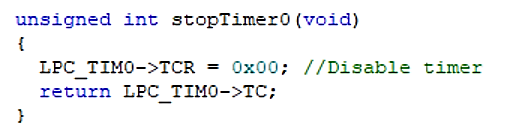 unsigned int stopTimer0(void)
{
  LPC_TIM0->TCR = 0x00; //Disable timer
  return LPC_TIM0->TC;
}